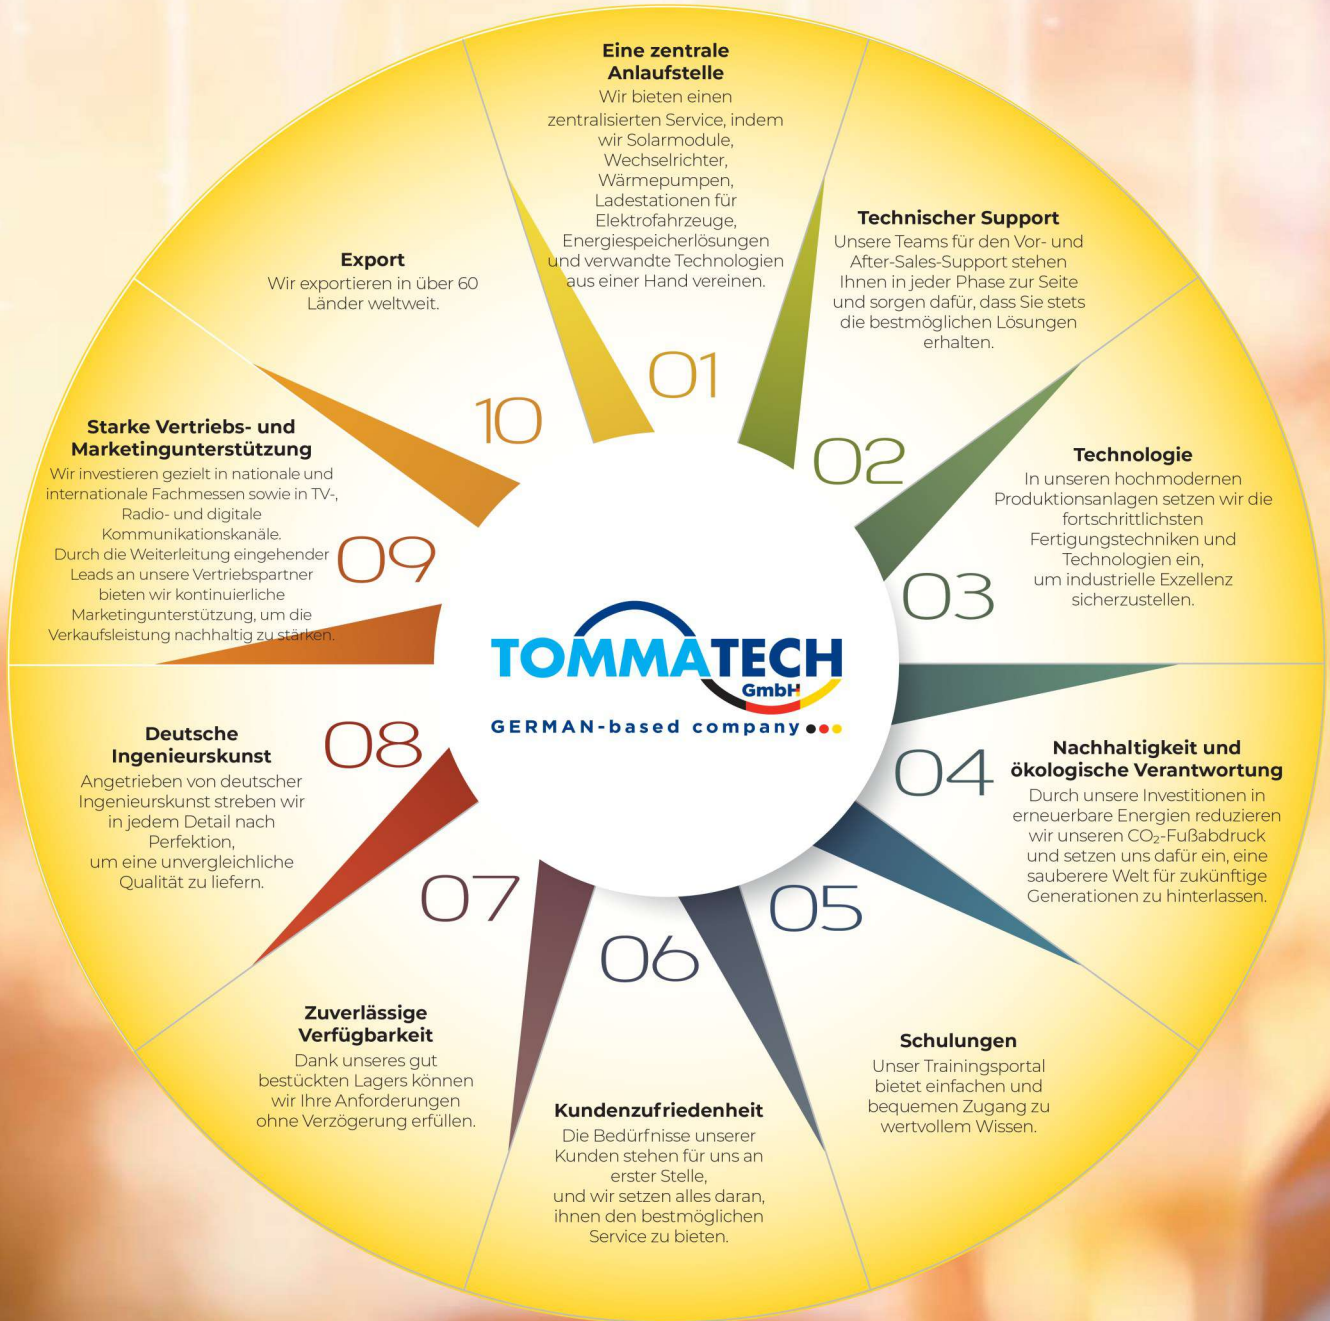 Eine zentrale
Anlaufstelle
Wir bieten einen
zentralisierten Service, indem
wir Solarmodule,
Wechselrichter,
Wärmepumpen,
Ladestationen für
Elektrofahrzeuge,
Energiespeicherlösungen
und verwandte Technologien
aus einer Hand vereinen.
01
Technischer Support
Unsere Teams für den Vor- und
After-Sales-Support stehen
Ihnen in jeder Phase zur Seite
und sorgen dafür, dass Sie stets
die bestmöglichen Lösungen
erhalten.
02
Technologie
In unseren hochmodernen
Produktionsanlagen setzen wir die
fortschrittlichsten
Fertigungstechniken und
Technologien ein,
um industrielle Exzellenz
sicherzustellen.
03
Nachhaltigkeit und
ökologische Verantwortung
Durch unsere Investitionen in
erneuerbare Energien reduzieren
wir unseren CO₂-Fußabdruck
und setzen uns dafür ein, eine
sauberere Welt für zukünftige
Generationen zu hinterlassen.
04
Schulungen
Unser Trainingsportal
bietet einfachen und
bequemen Zugang zu
wertvollem Wissen.
05
Kundenzufriedenheit
Die Bedürfnisse unserer
Kunden stehen für uns an
erster Stelle,
und wir setzen alles daran,
ihnen den bestmöglichen
Service zu bieten.
06
Zuverlässige
Verfügbarkeit
Dank unseres gut
bestückten Lagers können
wir Ihre Anforderungen
ohne Verzögerung erfüllen.
07
Deutsche
Ingenieurskunst
Angetrieben von deutscher
Ingenieurskunst streben wir
in jedem Detail nach
Perfektion,
um eine unvergleichliche
Qualität zu liefern.
08
Starke Vertriebs- und
Marketingunterstützung
Wir investieren gezielt in nationale und
internationale Fachmessen sowie in TV-,
Radio- und digitale
Kommunikationskanäle.
Durch die Weiterleitung eingehender
Leads an unsere Vertriebspartner
bieten wir kontinuierliche
Marketingunterstützung, um die
Verkaufsleistung nachhaltig zu stärken.
09
Export
Wir exportieren in über 60
Länder weltweit.
10
TOMMATECH
GmbH
GERMAN-based company